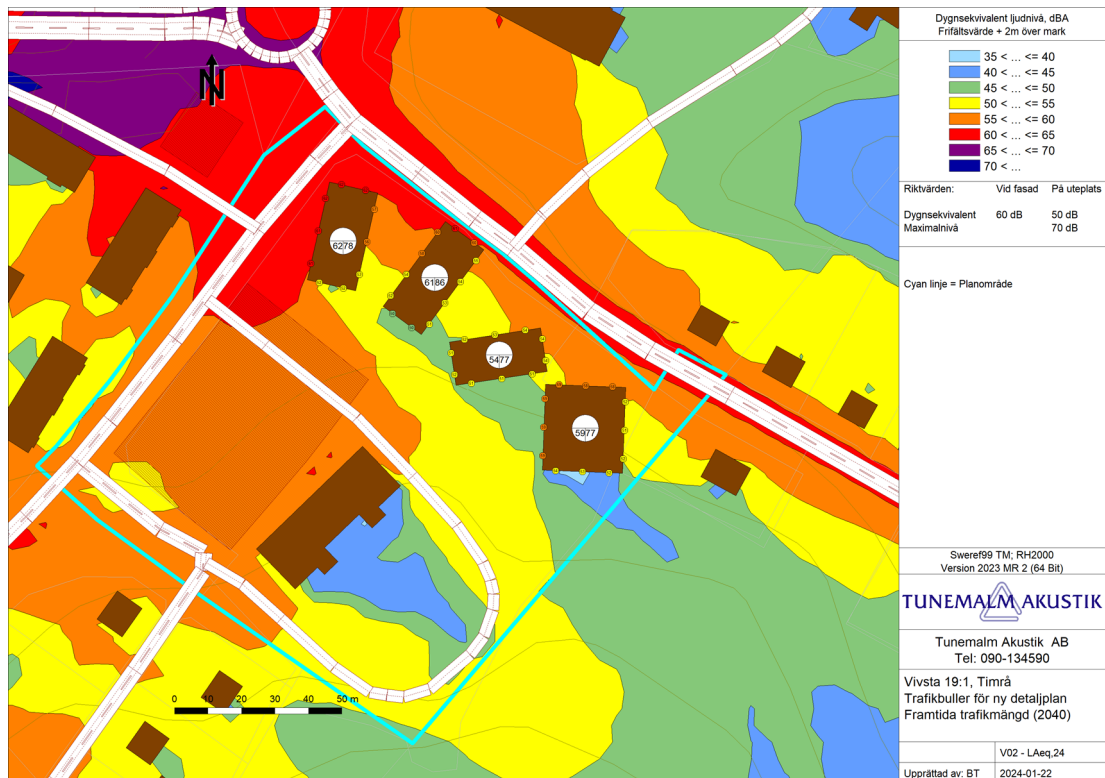 N
6278
6186
5477
5977
0 10 20 30 40 50 m
Dygnsekvivalent ljudnivå, dBA
Frifältsvärde + 2m över mark
35 < ... <= 40
40 < ... <= 45
45 < ... <= 50
50 < ... <= 55
55 < ... <= 60
60 < ... <= 65
65 < ... <= 70
70 < ...
Riktvärden: Vid fasad På uteplats
Dygnsekvivalent 60 dB 50 dB
Maximalnivå 70 dB
Cyan linje = Planområde
Sweref99 TM; RH2000
Version 2023 MR 2 (64 Bit)
TUNEMALM AKUSTIK
Tunemalm Akustik AB
Tel: 090-134590
Vivsta 19:1, Timrå
Trafikbuller för ny detaljplan
Framtida trafikmängd (2040)
V02 - LAeq,24
Upprättad av: BT 2024-01-22